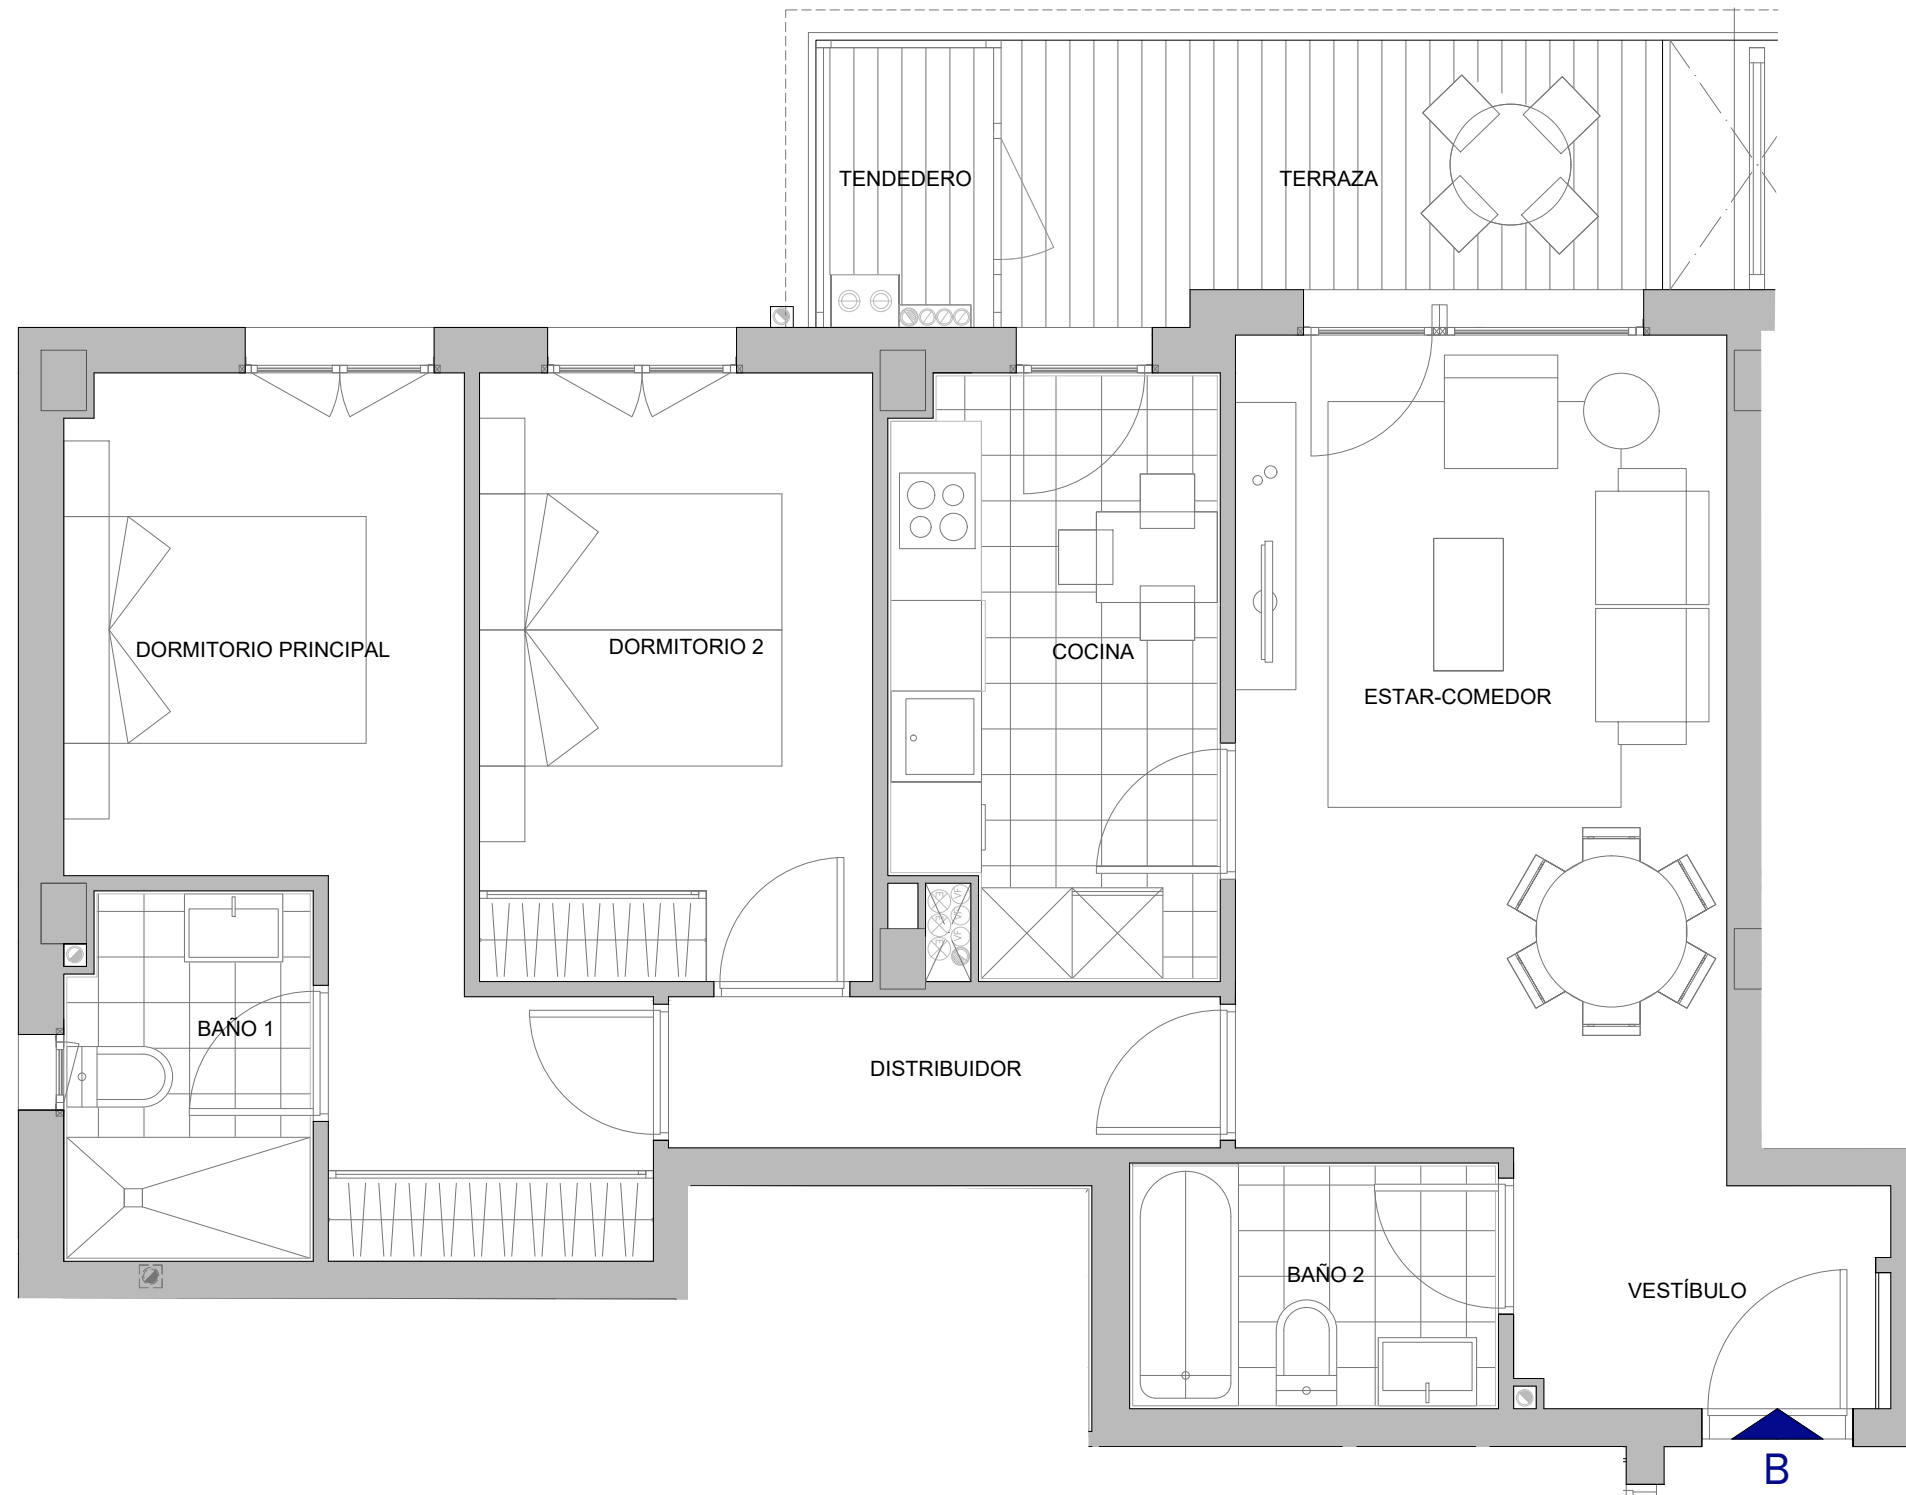 TENDEDERO
TERRAZA
DORMITORIO PRINCIPAL
DORMITORIO 2
COCINA
ESTAR-COMEDOR
BAÑO 1
DISTRIBUIDOR
BAÑO 2
VESTÍBULO
B